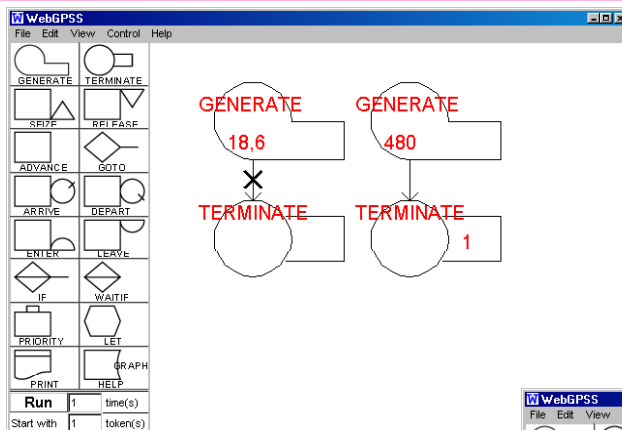 WebGPSS
File Edit View Control Help
GENERATE TERMINATE
SEIZE RELEASE
ADVANCE GOTO
ARRIVE DEPART
ENTER LEAVE
IF WAITIF
PRIORITY LET
GRAPH
PRINT HELP
Run 1 time(s)
Start with 1 token(s)
GENERATE GENERATE
18,6 480
TERMINATE TERMINATE
1
WebGPSS
File Edit View